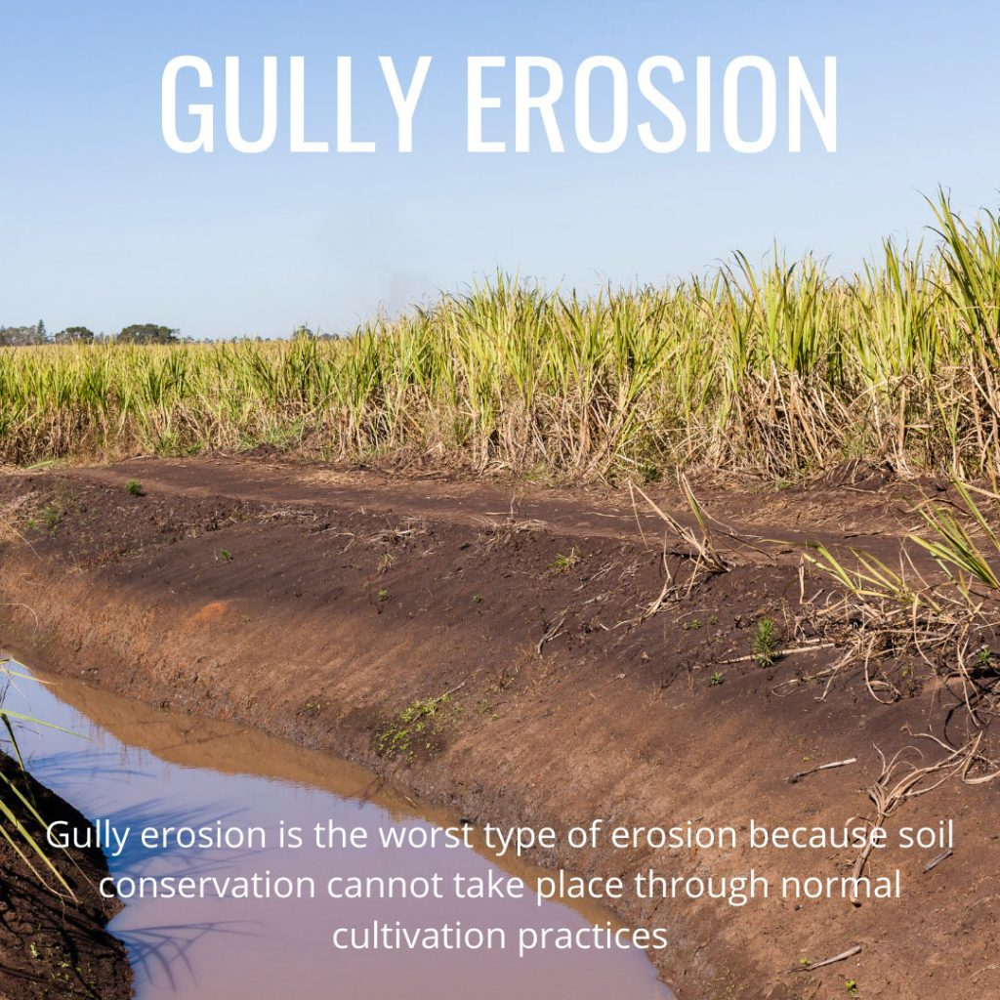 GULLY EROSION
Gully erosion is the worst type of erosion because soil
conservation cannot take place through normal
cultivation practices